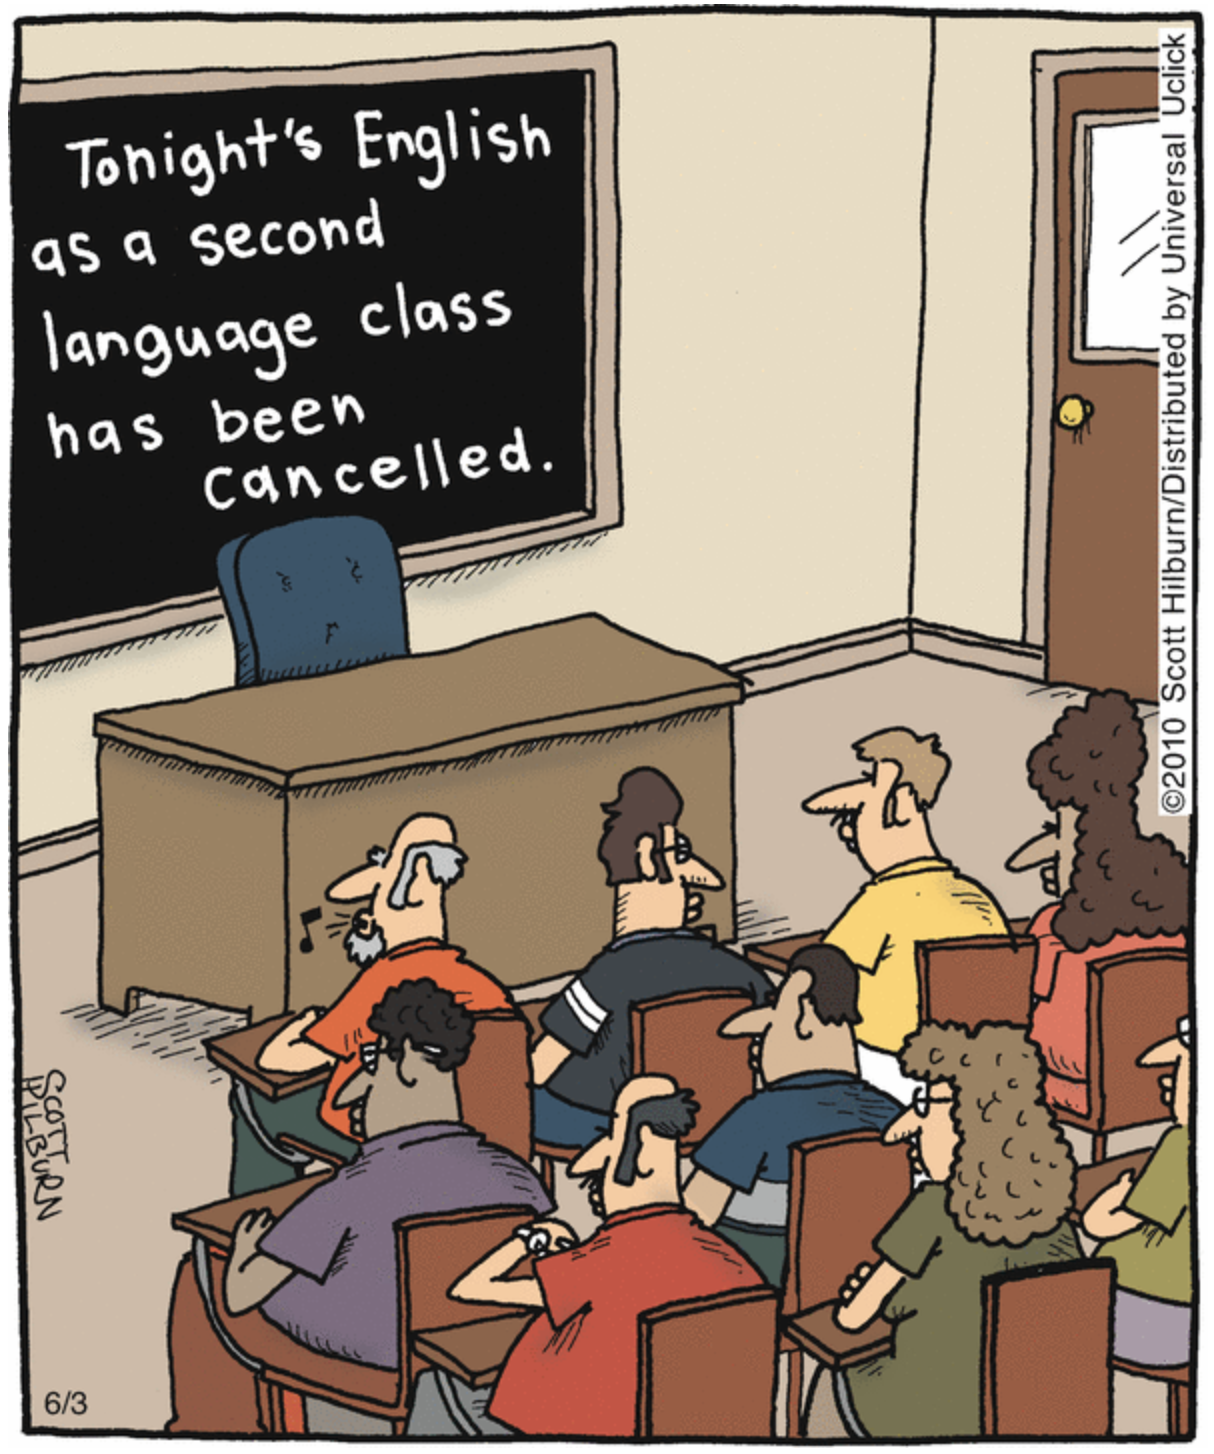 Tonight's English
as a second
language class
has been
cancelled.
©2010 Scott Hilburn/Distributed by Universal Uclick
SCOTT
HILBURN
6/3